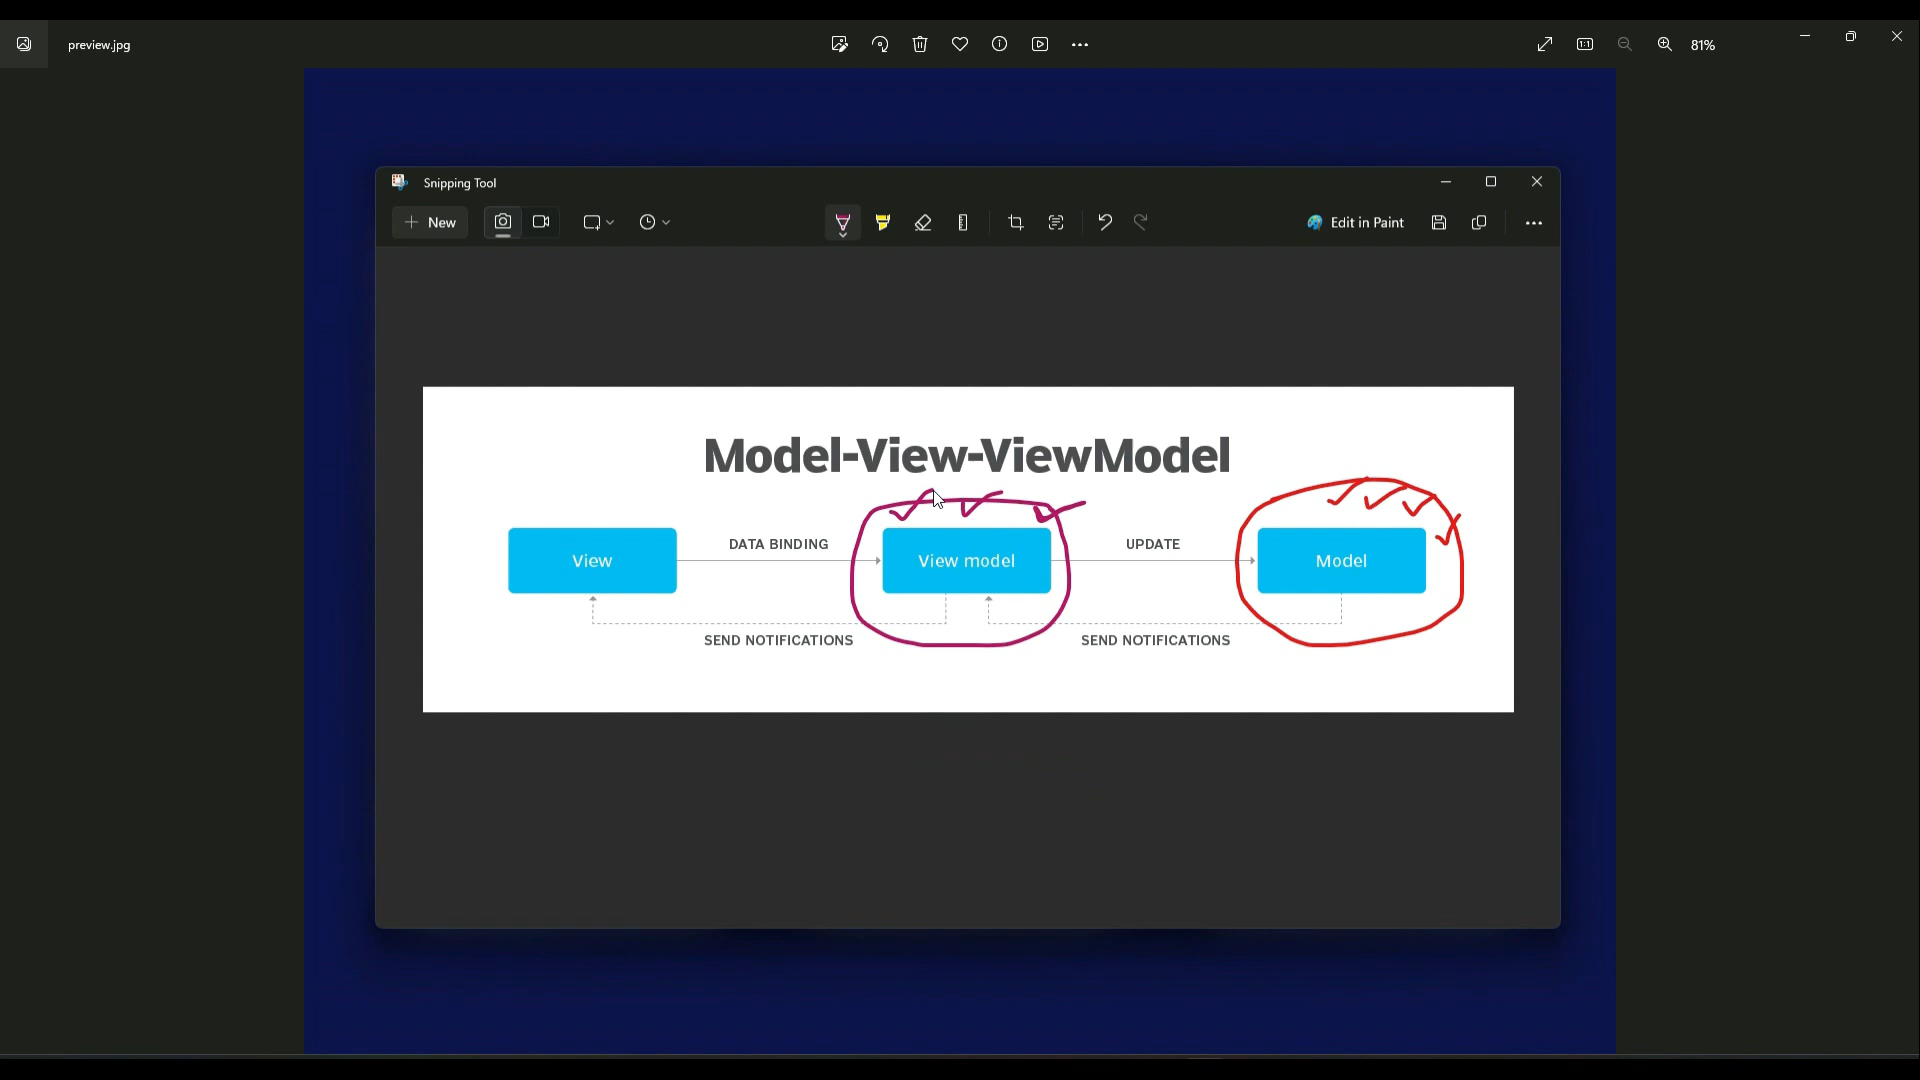 preview.jpg
81%
Snipping Tool
New
Edit in Paint
Model-View-ViewModel
View
DATA BINDING
View model
UPDATE
Model
SEND NOTIFICATIONS
SEND NOTIFICATIONS